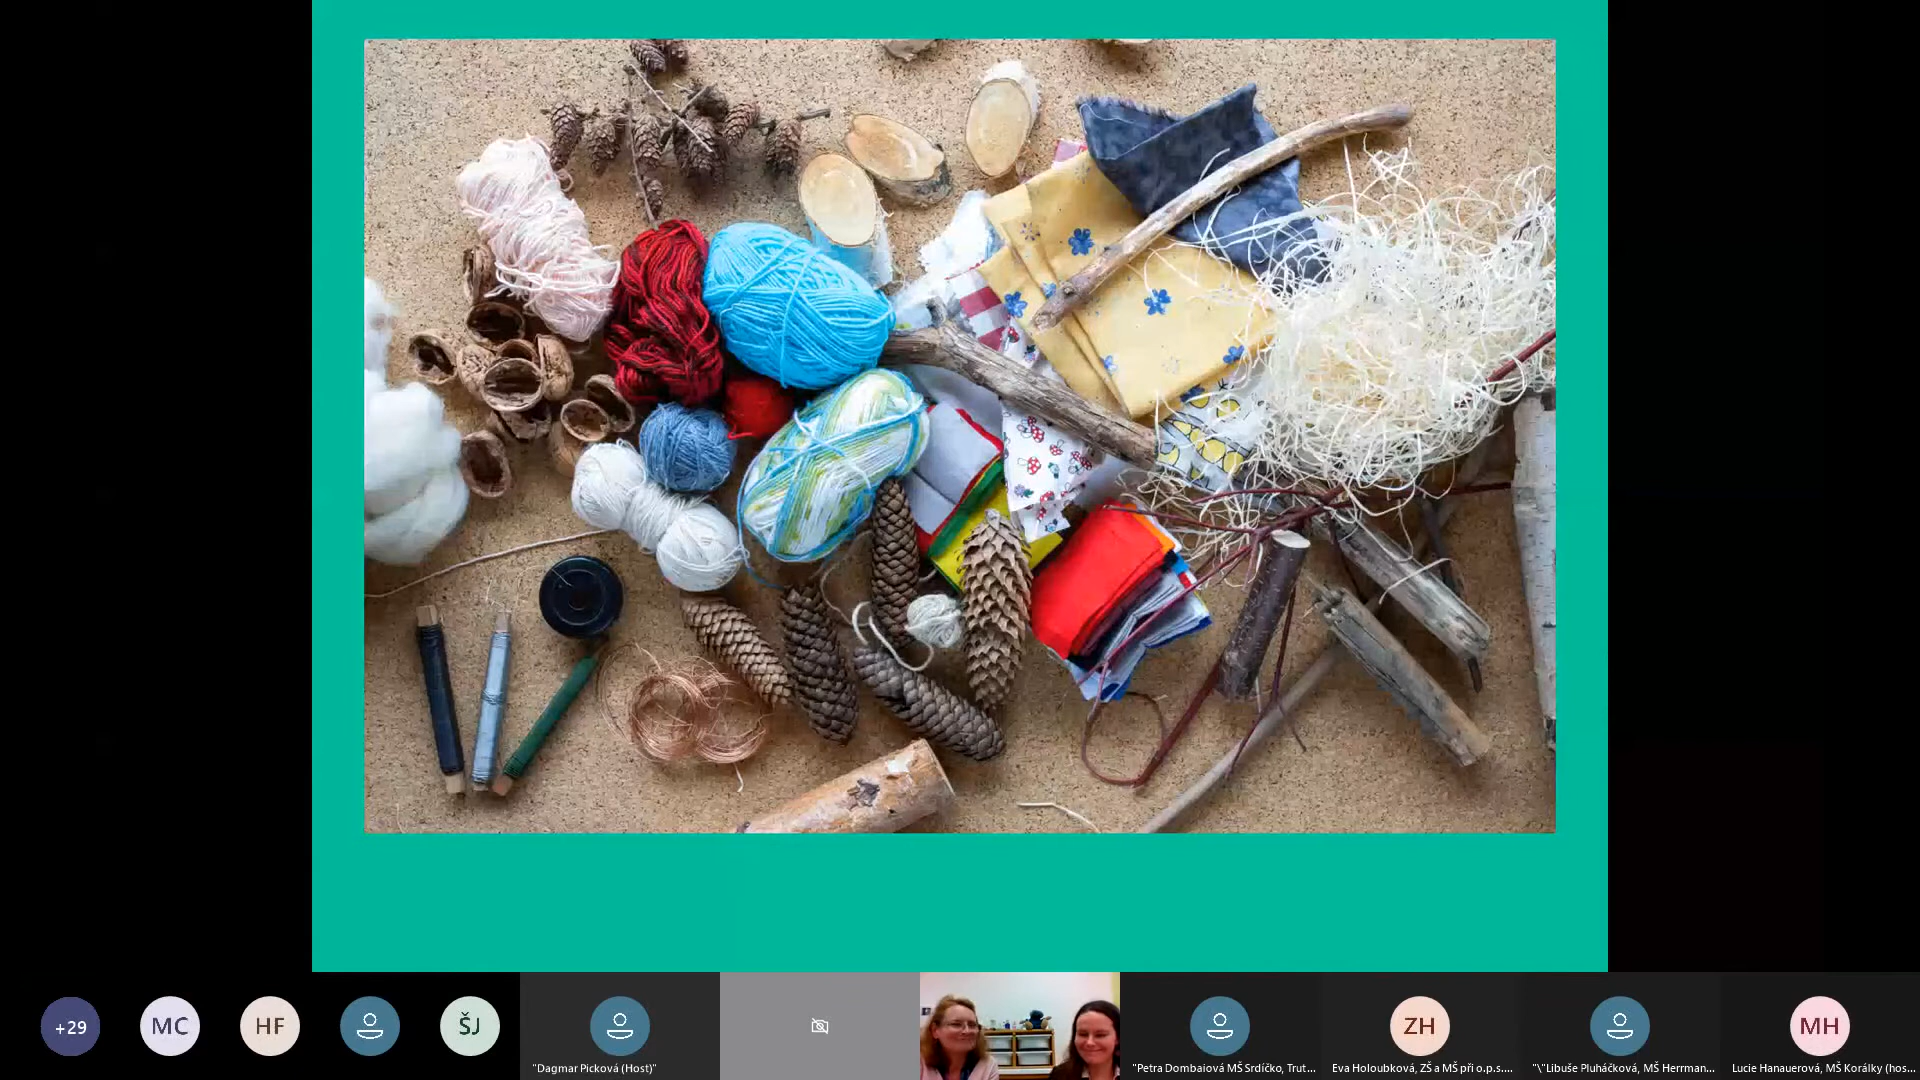 +29
MC
HF
ŠJ
"Dagmar Picková (Host)"
"Petra Dombaiová MŠ Srdíčko, Trut...
ZH
Eva Holoubková, ZŠ a MŠ při o.p.s....
"\"Libuše Pluháčková, MŠ Herrman...
MH
Lucie Hanauerová, MŠ Korálky (hos...